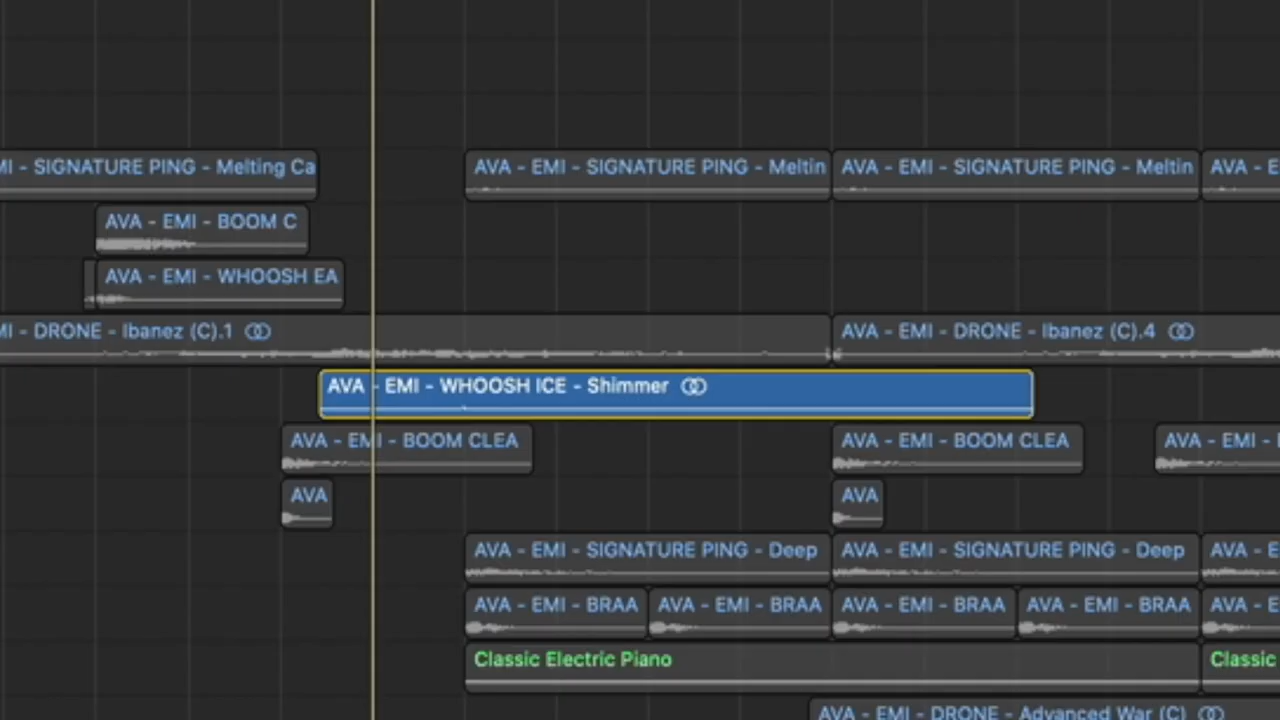 MI - SIGNATURE PING - Melting Ca AVA - EMI - SIGNATURE PING - Meltin AVA - EMI - SIGNATURE PING - Meltin AVA - E
AVA - EMI - BOOM C
AVA - EMI - WHOOSH EA
MI - DRONE - Ibanez (C).1 AVA - EMI - DRONE - Ibanez (C).4
AVA - EMI - WHOOSH ICE - Shimmer
AVA - EMI - BOOM CLEA AVA - EMI - BOOM CLEA AVA - EMI -
AVA AVA
AVA - EMI - SIGNATURE PING - Deep AVA - EMI - SIGNATURE PING - Deep AVA - E
AVA - EMI - BRAA AVA - EMI - BRAA AVA - EMI - BRAA AVA - EMI - BRAA AVA - E
Classic Electric Piano Classic
AVA - EMI - DRONE - Advanced War (C)